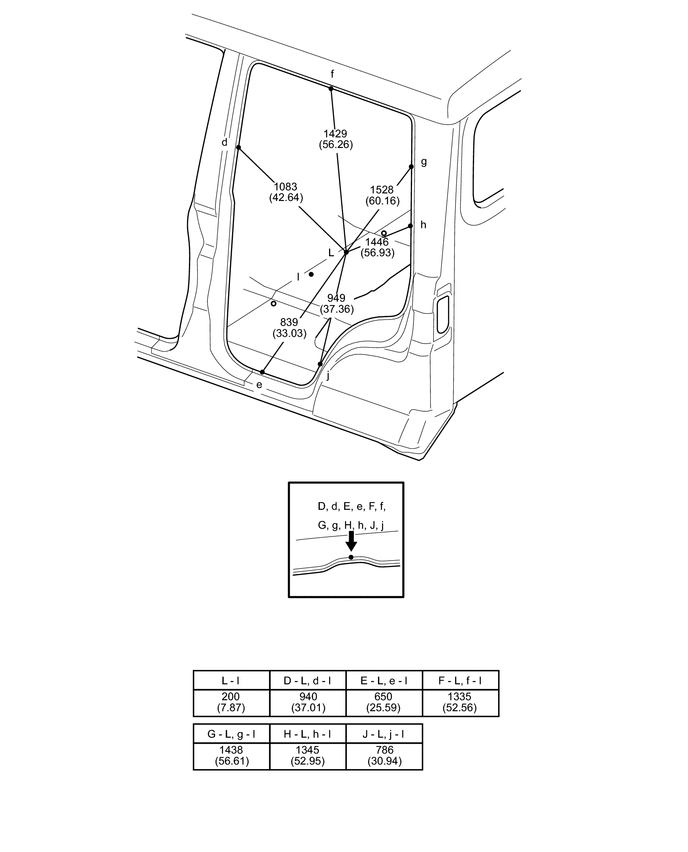 f
1429
(56.26)
d
g
1083
(42.64)
1528
(60.16)
h
L
1446
(56.93)
l
949
(37.36)
839
(33.03)
j
e
D, d, E, e, F, f,
G, g, H, h, J, j
L - l D - L, d - l E - L, e - l F - L, f - l
200 940 650 1335
(7.87) (37.01) (25.59) (52.56)
G - L, g - l H - L, h - l J - L, j - l
1438 1345 786
(56.61) (52.95) (30.94)